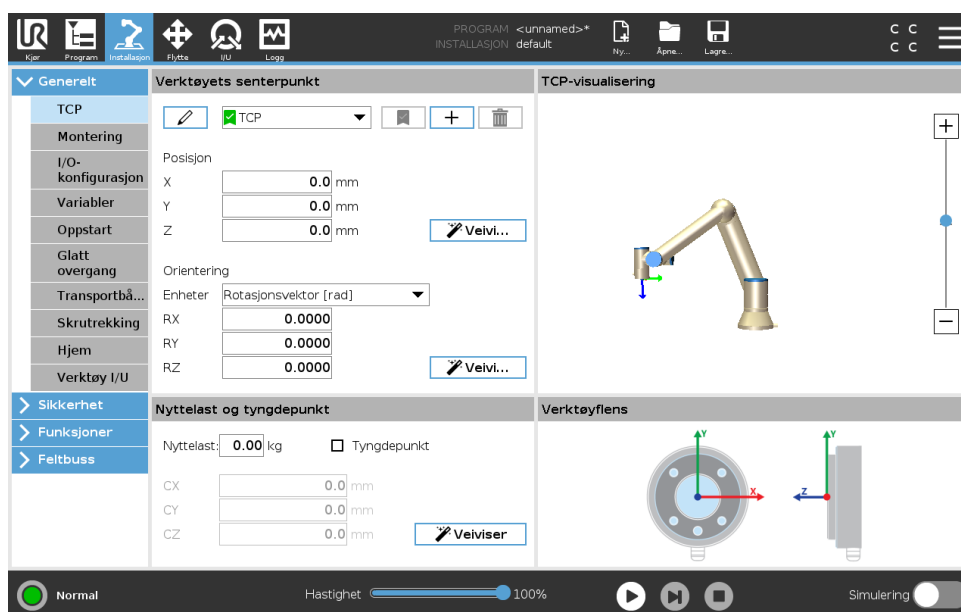 UR
PROGRAM <unnamed>*
INSTALLASJON default
Kjør
Program
Installasjon
Flytte
I/U
Logg
Ny...
Åpne...
Lagre...
C C
C C
Generelt
TCP
Montering
I/O-
konfigurasjon
Variabler
Oppstart
Glatt
overgang
Transportbå...
Skrutrekking
Hjem
Verktøy I/U
Sikkerhet
Funksjoner
Feltbuss
Verktøyets senterpunkt
TCP
Posisjon
X 0.0 mm
Y 0.0 mm
Z 0.0 mm
Veivi...
Orientering
Enheter Rotasjonsvektor [rad]
RX 0.0000
RY 0.0000
RZ 0.0000
Veivi...
TCP-visualisering
Nyttelast og tyngdepunkt
Nyttelast: 0.00 kg Tyngdepunkt
CX 0.0 mm
CY 0.0 mm
CZ 0.0 mm
Veiviser
Verktøyflens
Y
X
Y
Z
Normal
Hastighet 100%
Simulering